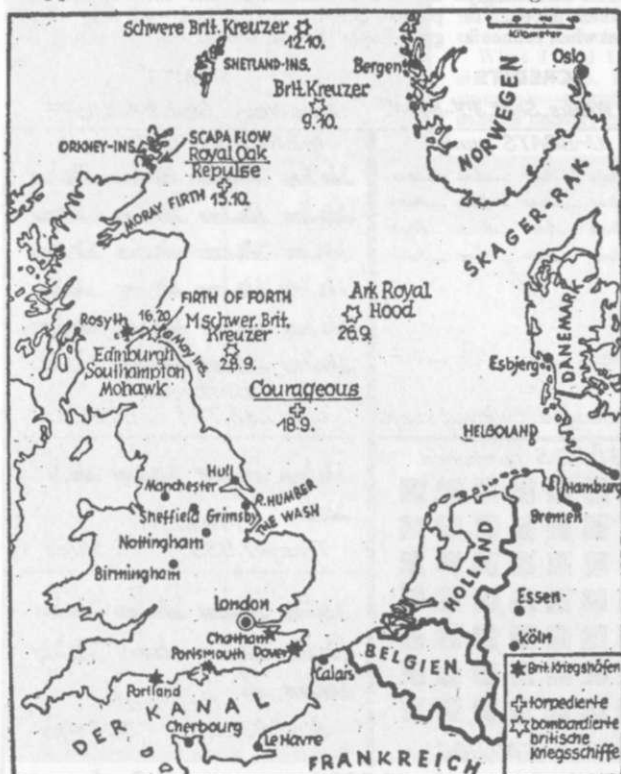 Kilometer
Schwere Brit. Kreuzer
12.10.
SHETLAND-INS.
Bergen
Oslo
Brit. Kreuzer
9.10.
NORWEGEN
ORKNEY-INS.
SCAPA FLOW
Royal Oak
Repulse
15.10.
MORAY FIRTH
SKAGER-RAK
FIRTH OF FORTH
Rosyth
16.
M schwer. Brit.
Kreuzer
28.9.
Ark Royal
Hood
26.9.
Edinburgh
Southampton
Mohawk
DÄNEMARK
Esbjerg
Courageous
18.9.
HELGOLAND
Hamburg
Bremen
Hull
Manchester
R. HUMBER
Sheffield
Grimsby
THE WASH
Nottingham
Birmingham
HOLLAND
Essen
Köln
London
Chatham
Portsmouth
Dover
BELGIEN
Calais
Portland
DER KANAL
Cherbourg
Le Havre
FRANKREICH
Brit. Kriegshäfen
torpedierte
bombardierte
britische
Kriegsschiffe